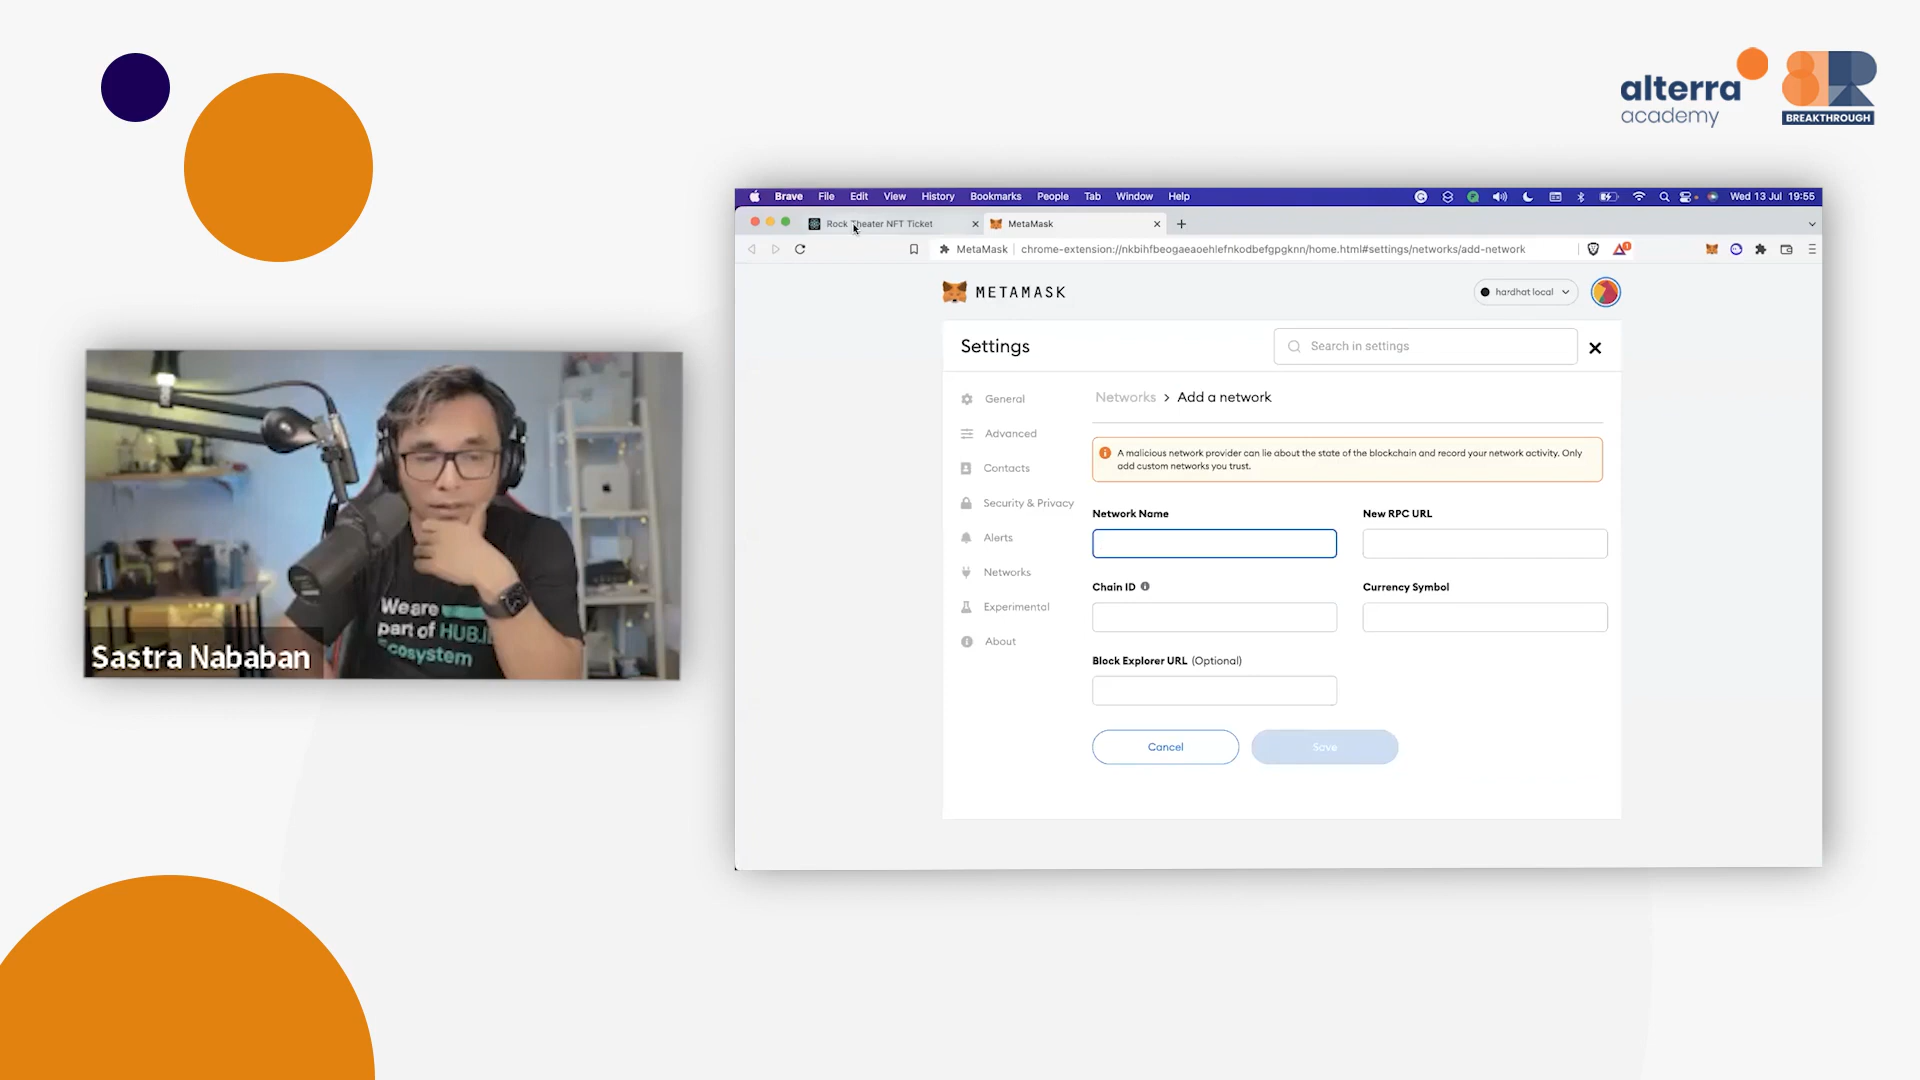 alterra
academy
BREAKTHROUGH
Brave File Edit View History Bookmarks People Tab Window Help
Wed 13 Jul 19:55
Rock Theater NFT Ticket
MetaMask
MetaMask
chrome-extension://nkbihfbeogaeaoehlefnkodbefgpgknn/home.html#settings/networks/add-network
METAMASK
hardhat local
Settings
Search in settings
General
Advanced
Contacts
Security & Privacy
Alerts
Networks
Experimental
About
Networks > Add a network
A malicious network provider can lie about the state of the blockchain and record your network activity. Only
add custom networks you trust.
Network Name
New RPC URL
Chain ID
Currency Symbol
Block Explorer URL (Optional)
Cancel
Save
We are
part of HUB.I
Ecosystem
Sastra Nababan